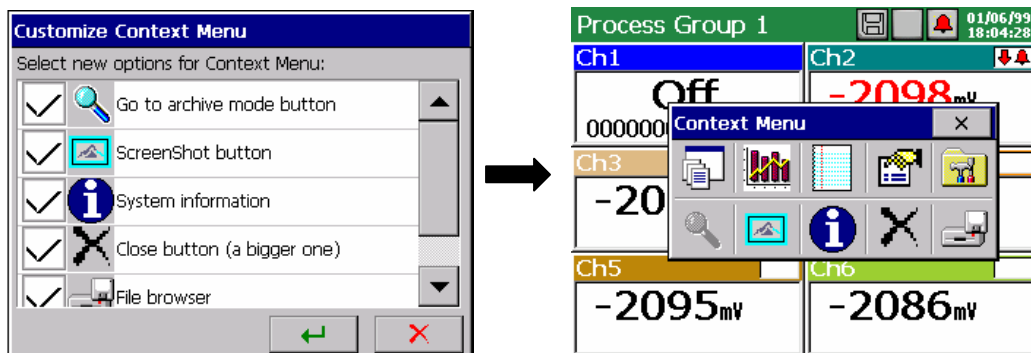 Customize Context Menu
Select new options for Context Menu:
Go to archive mode button
ScreenShot button
System information
Close button (a bigger one)
File browser
Process Group 1
01/06/99
18:04:28
Ch1
Ch2
Off
-2098mV
Context Menu
Ch3
-20
Ch5
Ch6
-2095mV
-2086mV